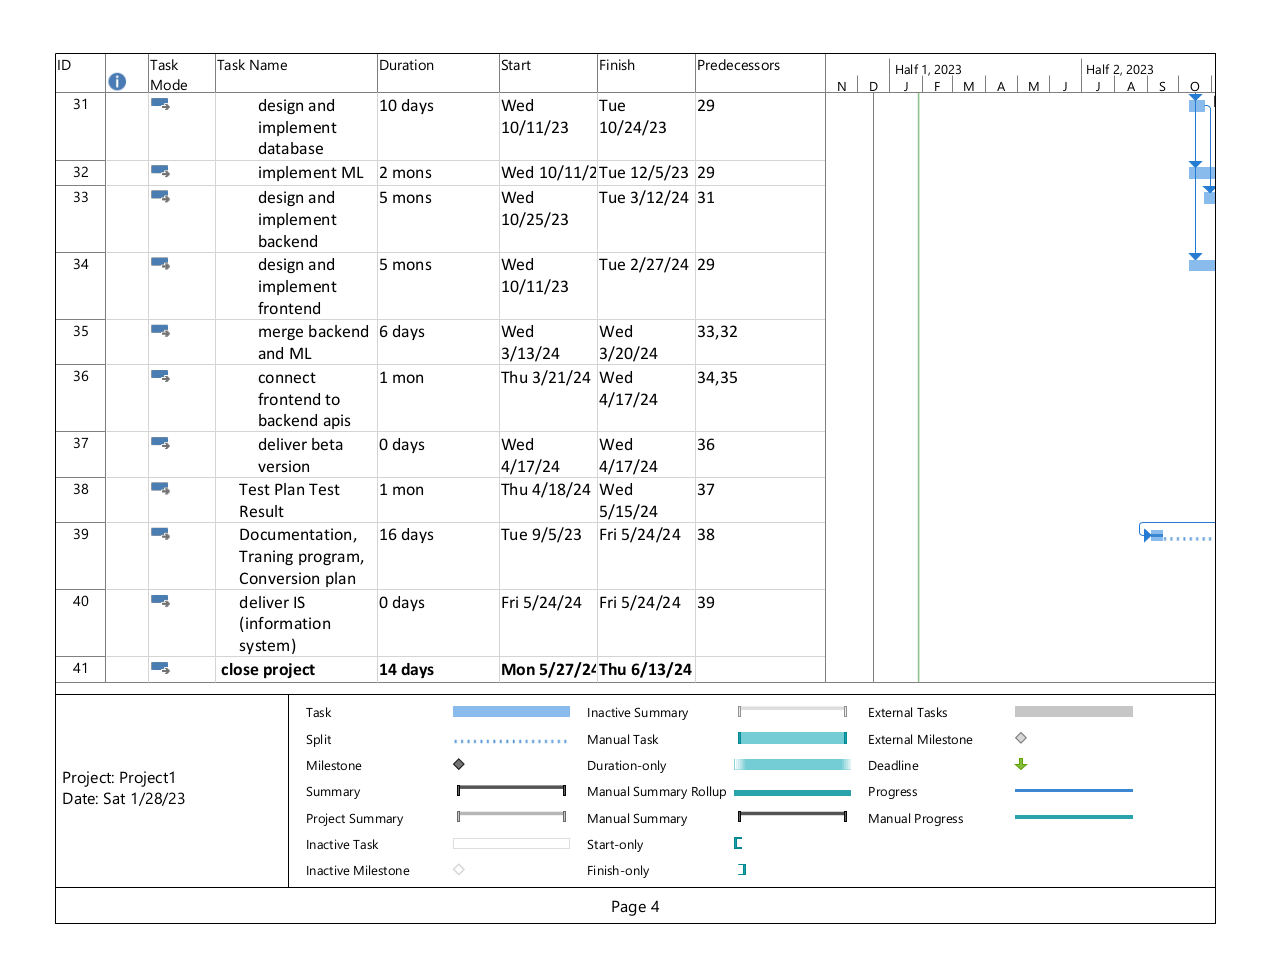 ID Task Mode Task Name Duration Start Finish Predecessors
Half 1, 2023 Half 2, 2023
N D J F M A M J J A S O
31 design and implement database 10 days Wed 10/11/23 Tue 10/24/23 29
32 implement ML 2 mons Wed 10/11/2 Tue 12/5/23 29
33 design and implement backend 5 mons Wed 10/25/23 Tue 3/12/24 31
34 design and implement frontend 5 mons Wed 10/11/23 Tue 2/27/24 29
35 merge backend and ML 6 days Wed 3/13/24 Wed 3/20/24 33,32
36 connect frontend to backend apis 1 mon Thu 3/21/24 Wed 4/17/24 34,35
37 deliver beta version 0 days Wed 4/17/24 Wed 4/17/24 36
38 Test Plan Test Result 1 mon Thu 4/18/24 Wed 5/15/24 37
39 Documentation, Traning program, Conversion plan 16 days Tue 9/5/23 Fri 5/24/24 38
40 deliver IS (information system) 0 days Fri 5/24/24 Fri 5/24/24 39
41 close project 14 days Mon 5/27/24 Thu 6/13/24
Project: Project1
Date: Sat 1/28/23
Task
Split
Milestone
Summary
Project Summary
Inactive Task
Inactive Milestone
Inactive Summary
Manual Task
Duration-only
Manual Summary Rollup
Manual Summary
Start-only
Finish-only
External Tasks
External Milestone
Deadline
Progress
Manual Progress
Page 4